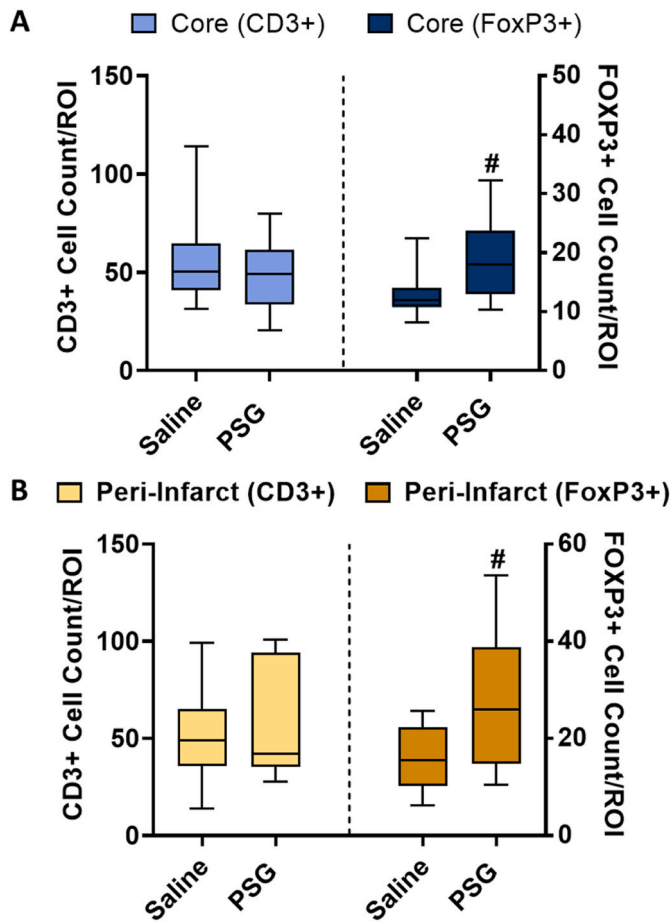 A
Core (CD3+) Core (FoxP3+)
150
100
50
0
CD3+ Cell Count/ROI
#
50
40
30
20
10
0
FOXP3+ Cell Count/ROI
Saline PSG Saline PSG
B
Peri-Infarct (CD3+) Peri-Infarct (FoxP3+)
150
100
50
0
CD3+ Cell Count/ROI
#
60
40
20
0
FOXP3+ Cell Count/ROI
Saline PSG Saline PSG